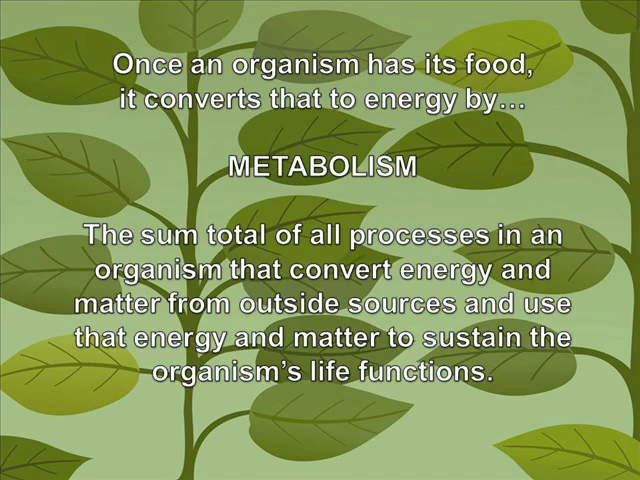 Once an organism has its food,
it converts that to energy by…
METABOLISM
The sum total of all processes in an
organism that convert energy and
matter from outside sources and use
that energy and matter to sustain the
organism’s life functions.